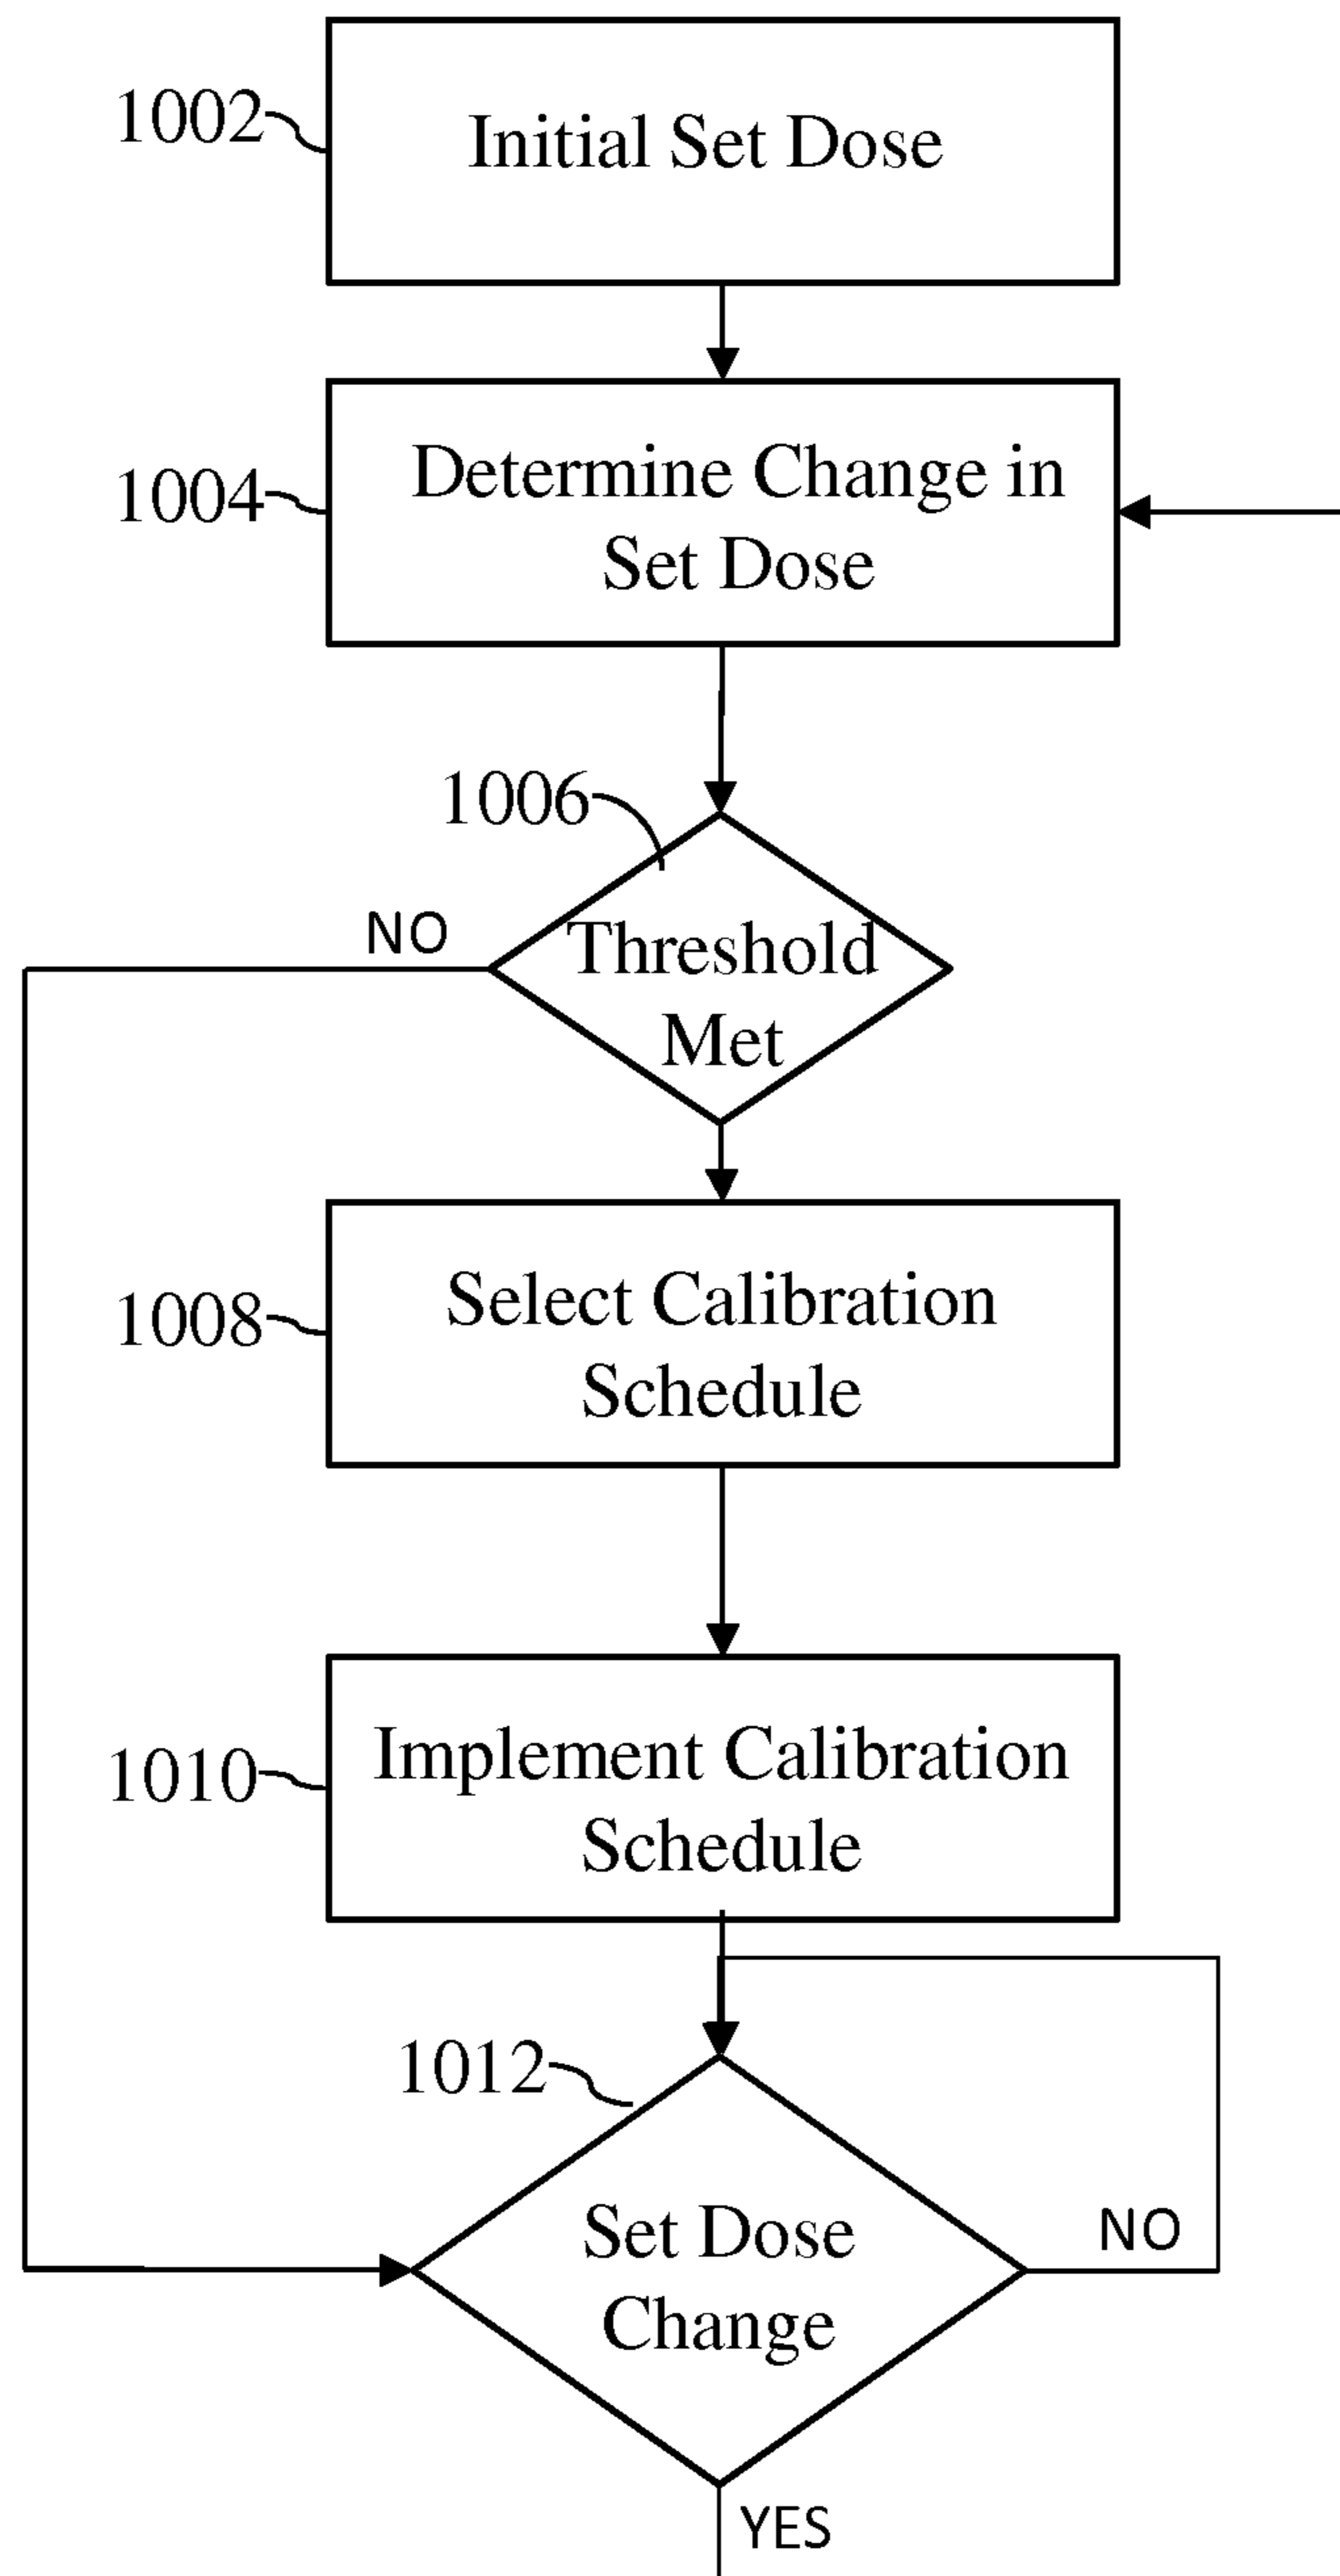 1002
Initial Set Dose
1004
Determine Change in
Set Dose
1006
NO
Threshold
Met
1008
Select Calibration
Schedule
1010
Implement Calibration
Schedule
1012
Set Dose
Change
NO
YES